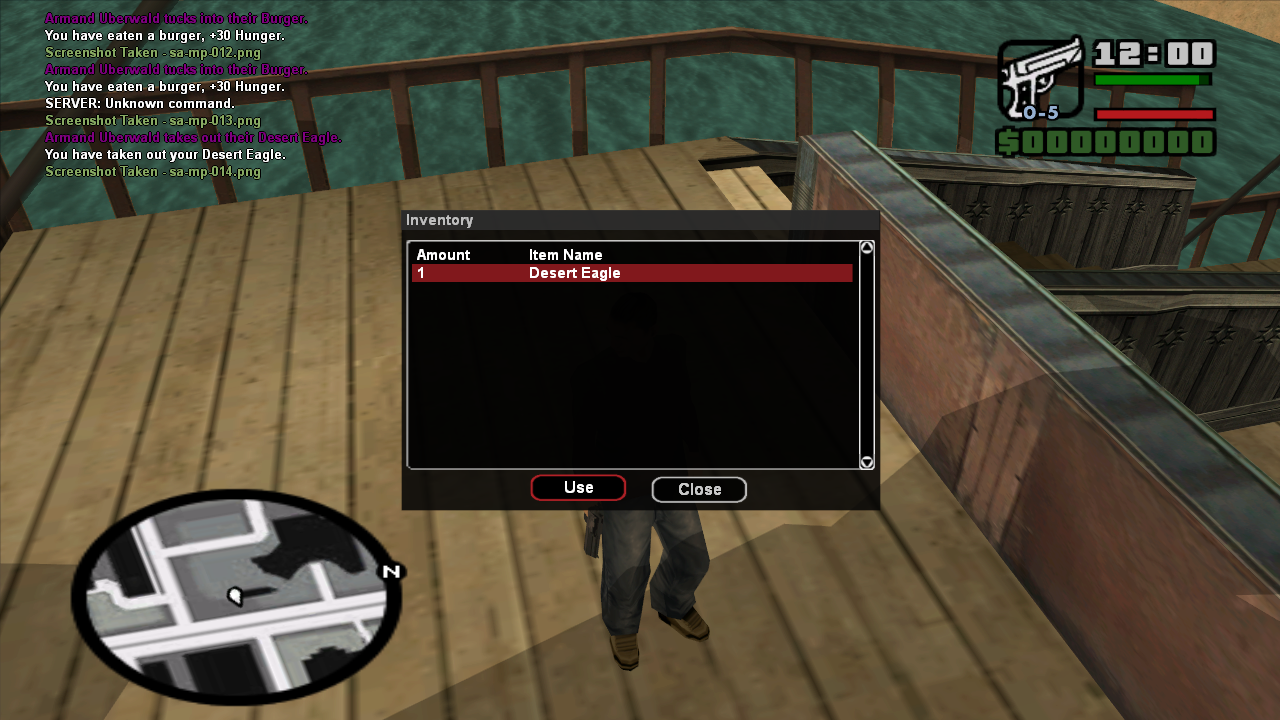 Armand Uberwald tucks into their Burger.
You have eaten a burger, +30 Hunger.
Screenshot Taken - sa-mp-012.png
Armand Uberwald tucks into their Burger.
You have eaten a burger, +30 Hunger.
SERVER: Unknown command.
Screenshot Taken - sa-mp-013.png
Armand Uberwald takes out their Desert Eagle.
You have taken out your Desert Eagle.
Screenshot Taken - sa-mp-014.png
12:00
0-5
$00000000
Inventory
Amount Item Name
1 Desert Eagle
Use Close
N